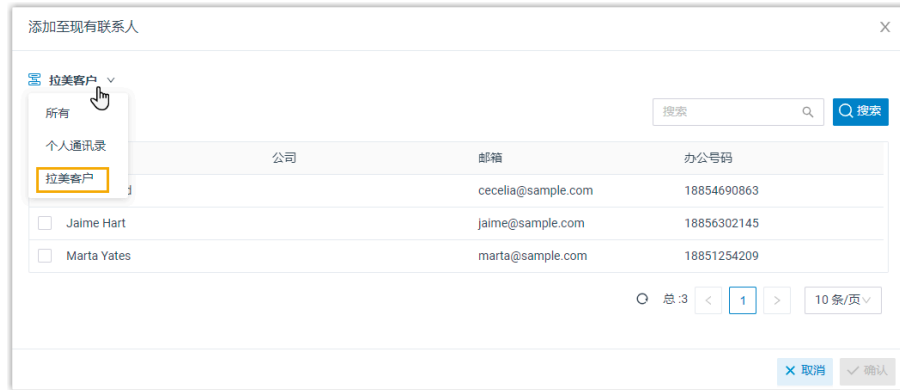 添加至现有联系人
拉美客户
所有
个人通讯录
拉美客户
搜索
搜索
公司 邮箱 办公号码
d cecelia@sample.com 18854690863
Jaime Hart jaime@sample.com 18856302145
Marta Yates marta@sample.com 18851254209
总:3 < 1 > 10 条/页
取消 确认